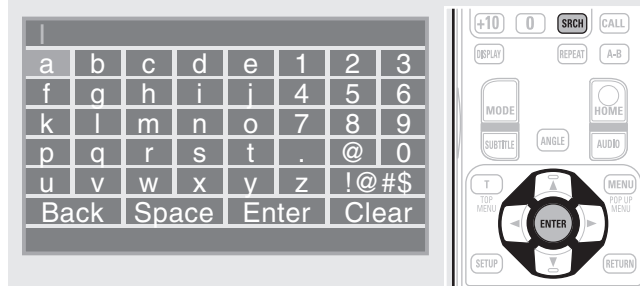 a b c d e 1 2 3
f g h i j 4 5 6
k l m n o 7 8 9
p q r s t . @ 0
u v w x y z !@#$
Back Space Enter Clear
+10 0 SRCH CALL
DISPLAY REPEAT A-B
MODE HOME
SUBTITLE ANGLE AUDIO
T MENU
TOP MENU POP UP MENU
ENTER
SETUP RETURN